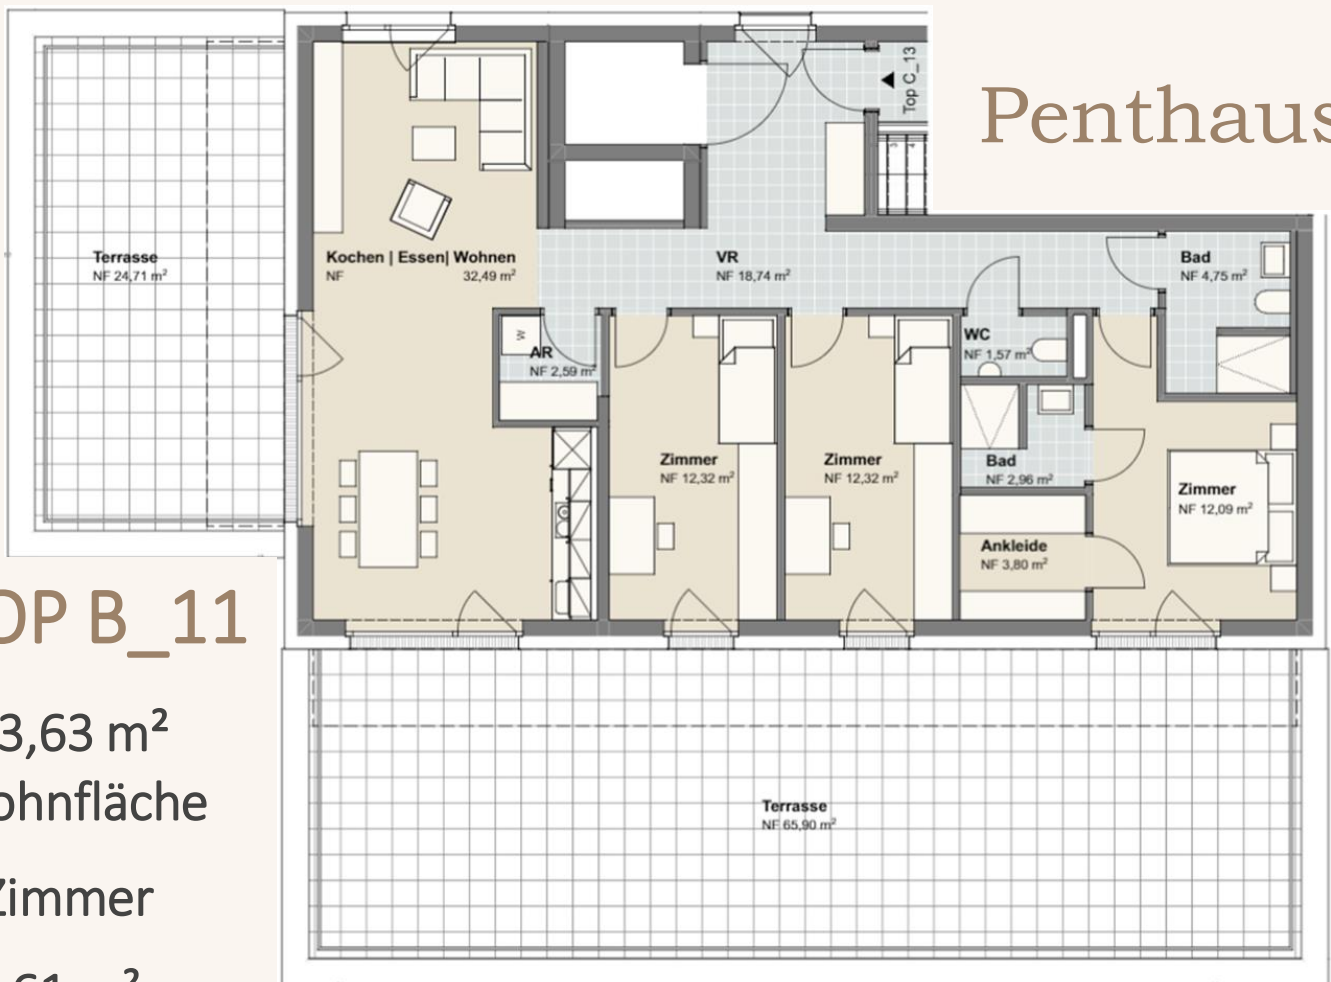 Penthaus
Top C_13
Terrasse
NF 24,71 m²
Kochen | Essen| Wohnen
NF 32,49 m²
VR
NF 18,74 m²
Bad
NF 4,75 m²
W
AR
NF 2,59 m²
WC
NF 1,57 m²
Zimmer
NF 12,32 m²
Zimmer
NF 12,32 m²
Bad
NF 2,96 m²
Zimmer
NF 12,09 m²
Ankleide
NF 3,80 m²
OP B_11
3,63 m²
ohnfläche
Zimmer
Terrasse
NF 65,90 m²